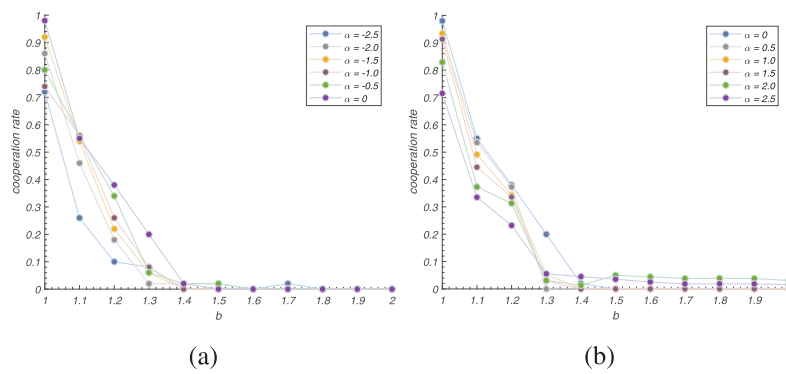 1
0.9
0.8
0.7
0.6
0.5
0.4
0.3
0.2
0.1
0
cooperation rate
1 1.1 1.2 1.3 1.4 1.5 1.6 1.7 1.8 1.9 2
b
α = -2.5
α = -2.0
α = -1.5
α = -1.0
α = -0.5
α = 0
(a)
1
0.9
0.8
0.7
0.6
0.5
0.4
0.3
0.2
0.1
0
cooperation rate
1 1.1 1.2 1.3 1.4 1.5 1.6 1.7 1.8 1.9
b
α = 0
α = 0.5
α = 1.0
α = 1.5
α = 2.0
α = 2.5
(b)